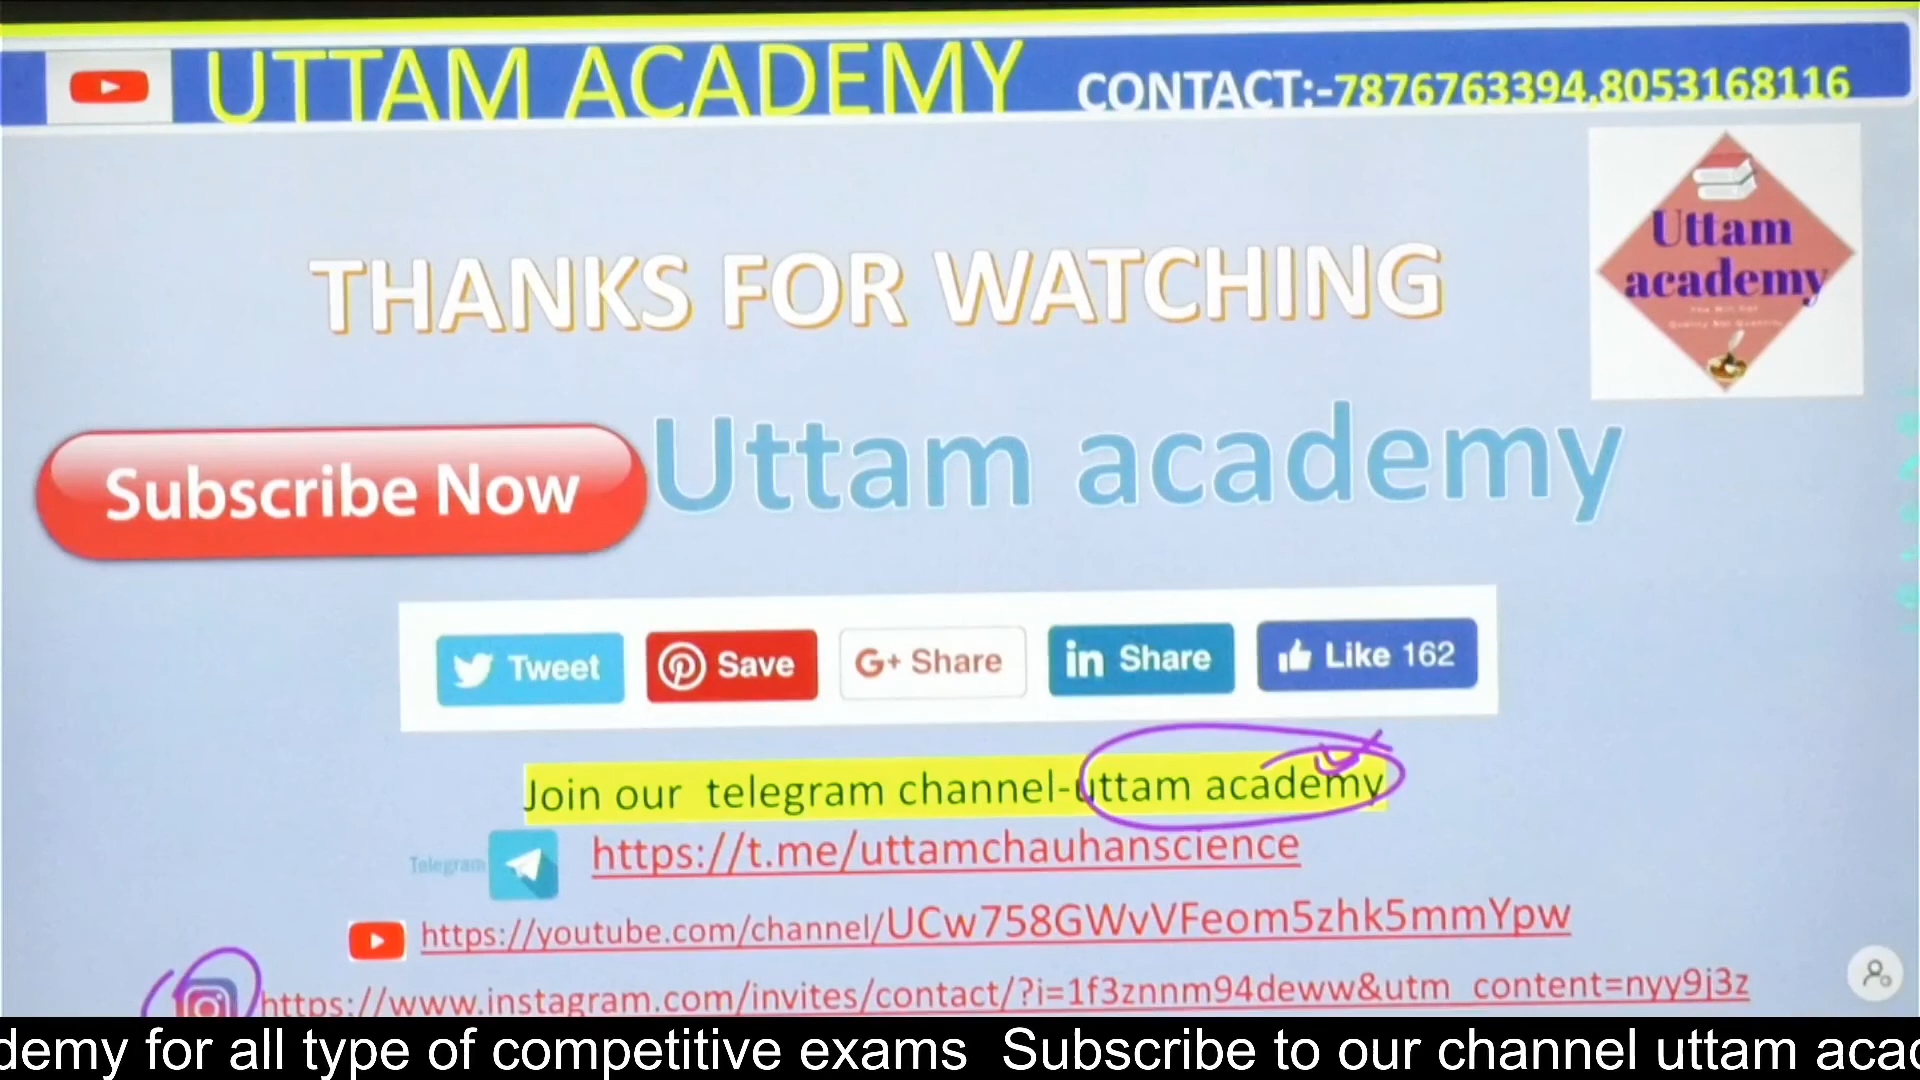 UTTAM ACADEMY CONTACT:-7876763394,8053168116
Uttam
academy
THANKS FOR WATCHING
Subscribe Now Uttam academy
Tweet Save G+ Share in Share Like 162
Join our telegram channel-uttam academy
Telegram https://t.me/uttamchauhanscience
https://youtube.com/channel/UCw758GWvVFeom5zhk5mmYpw
https://www.instagram.com/invites/contact/?i=1f3znnm94deww&utm_content=nyy9j3z
demy for all type of competitive exams Subscribe to our channel uttam acad